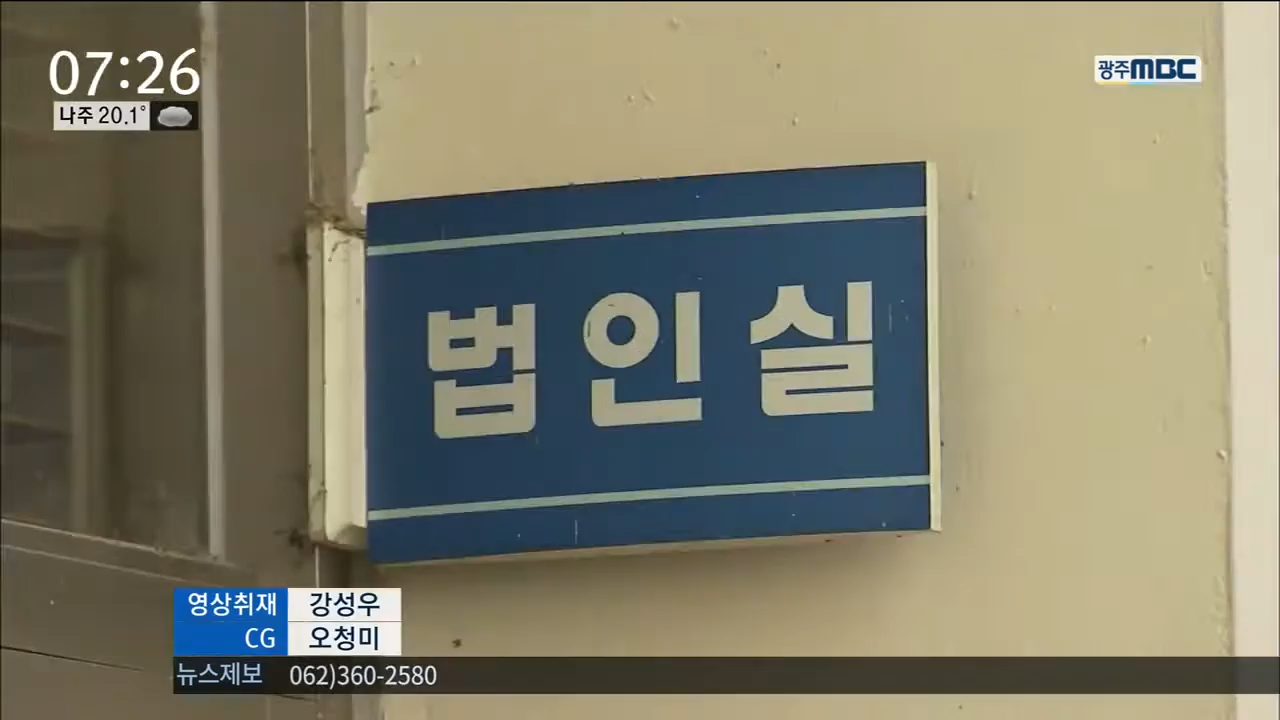 07:26
나주 20.1°
광주MBC
법인실
영상취재 강성우
CG 오청미
뉴스제보 062)360-2580